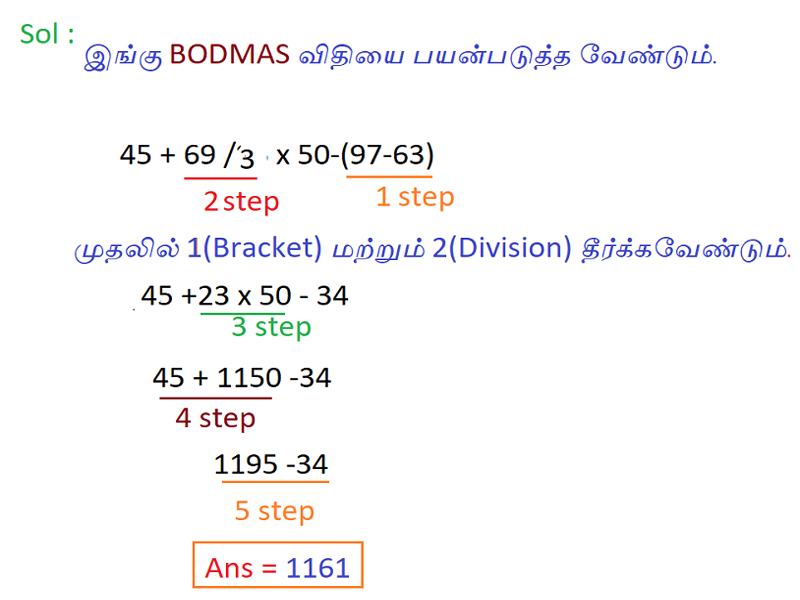 Sol :
இங்கு BODMAS விதியை பயன்படுத்த வேண்டும்.
45 + 69 /3 x 50-(97-63)
2 step 1 step
முதலில் 1(Bracket) மற்றும் 2(Division) தீர்க்கவேண்டும்.
45 +23 x 50 - 34
3 step
45 + 1150 -34
4 step
1195 -34
5 step
Ans = 1161